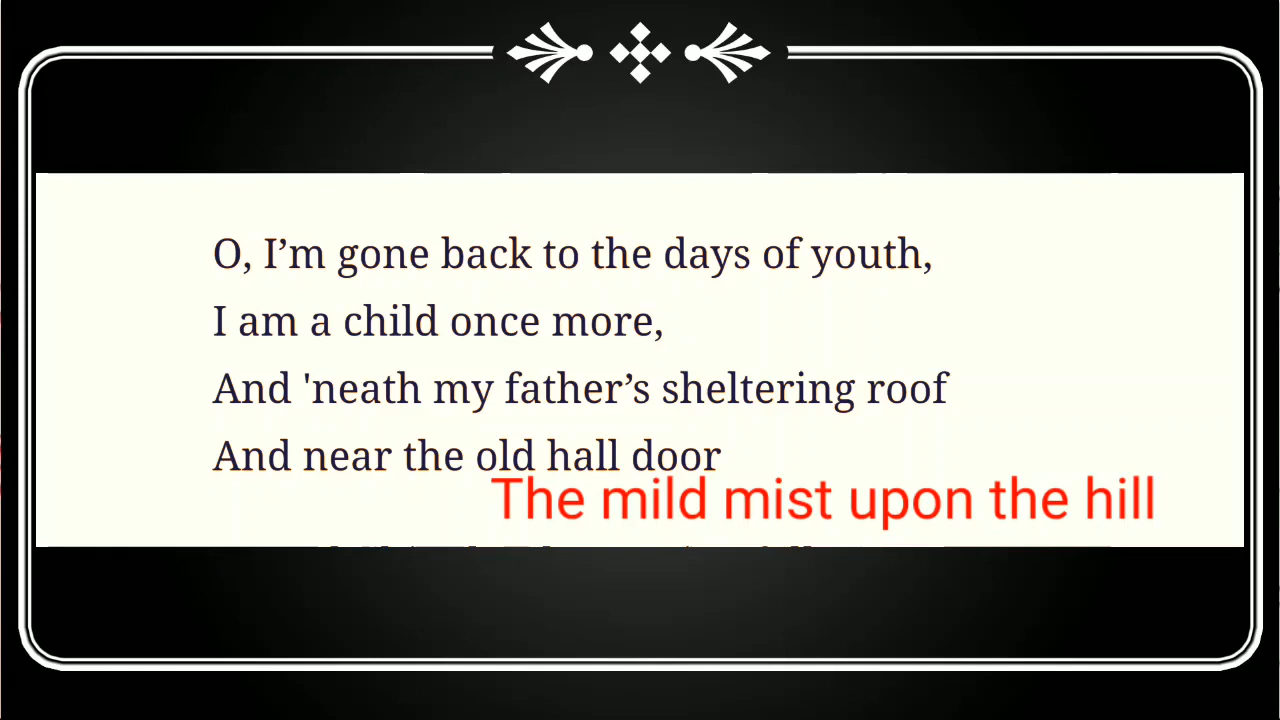 O, I’m gone back to the days of youth,
I am a child once more,
And 'neath my father’s sheltering roof
And near the old hall door
The mild mist upon the hill